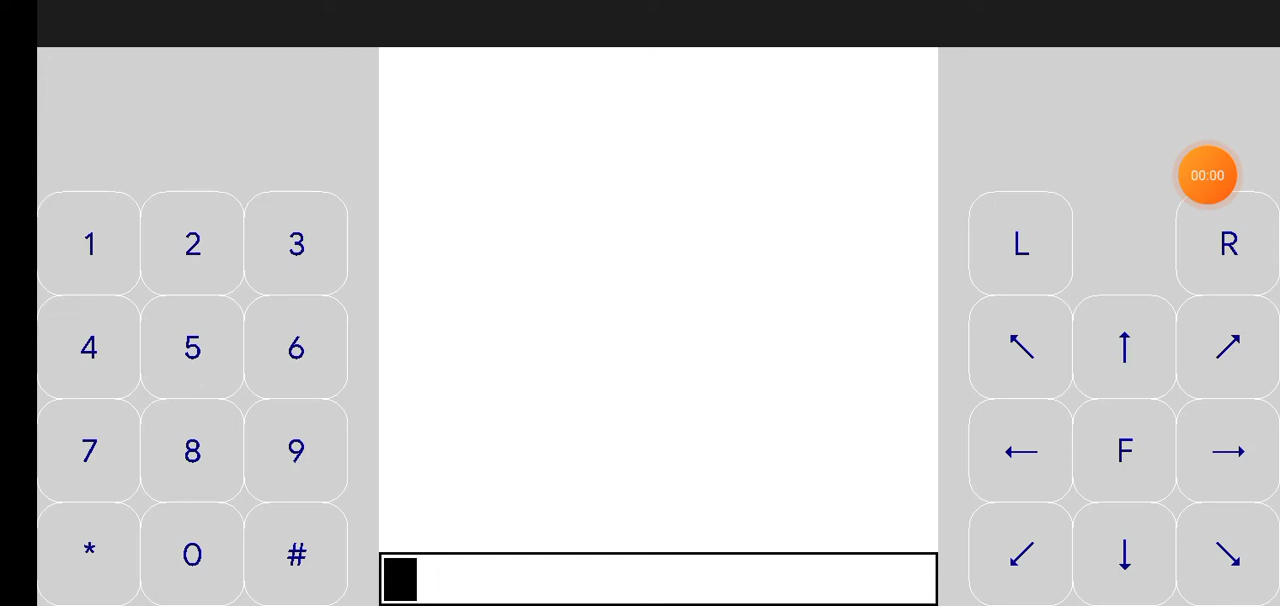 00:00
1 2 3 L R
4 5 6 ↖ ↑ ↗
7 8 9 ← F →
* 0 # ↙ ↓ ↘